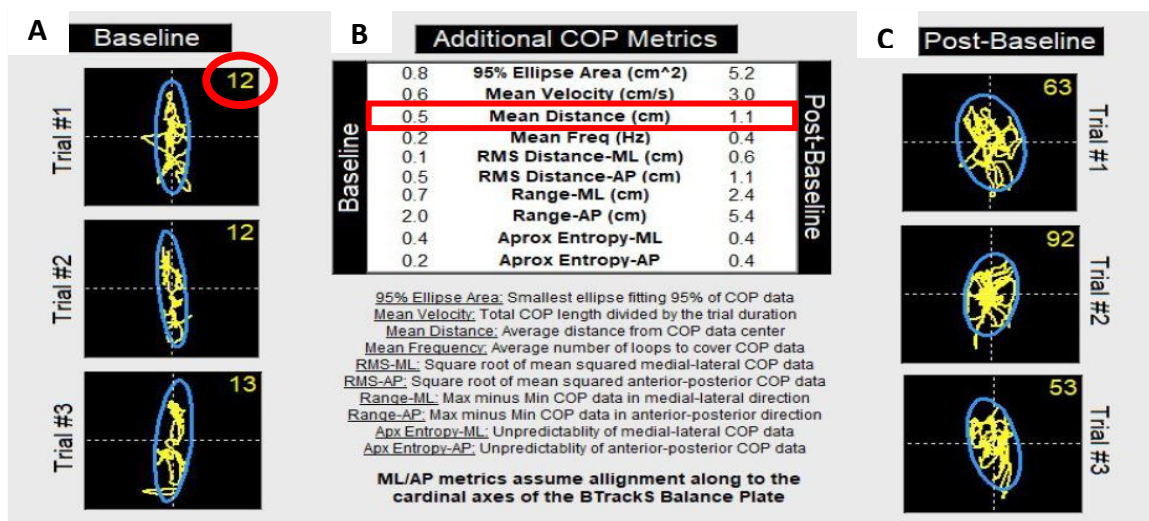 A
Baseline
Trial #1
12
Trial #2
12
Trial #3
13
B
Additional COP Metrics
Baseline
Post-Baseline
0.8 95% Ellipse Area (cm^2) 5.2
0.6 Mean Velocity (cm/s) 3.0
0.5 Mean Distance (cm) 1.1
0.2 Mean Freq (Hz) 0.4
0.1 RMS Distance-ML (cm) 0.6
0.5 RMS Distance-AP (cm) 1.1
0.7 Range-ML (cm) 2.4
2.0 Range-AP (cm) 5.4
0.4 Aprox Entropy-ML 0.4
0.2 Aprox Entropy-AP 0.4
95% Ellipse Area: Smallest ellipse fitting 95% of COP data
Mean Velocity: Total COP length divided by the trial duration
Mean Distance: Average distance from COP data center
Mean Frequency: Average number of loops to cover COP data
RMS-ML: Square root of mean squared medial-lateral COP data
RMS-AP: Square root of mean squared anterior-posterior COP data
Range-ML: Max minus Min COP data in medial-lateral direction
Range-AP: Max minus Min COP data in anterior-posterior direction
Apx Entropy-ML: Unpredictablity of medial-lateral COP data
Apx Entropy-AP: Unpredictablity of anterior-posterior COP data
ML/AP metrics assume allignment along to the
cardinal axes of the BTrackS Balance Plate
C
Post-Baseline
63
Trial #1
92
Trial #2
53
Trial #3